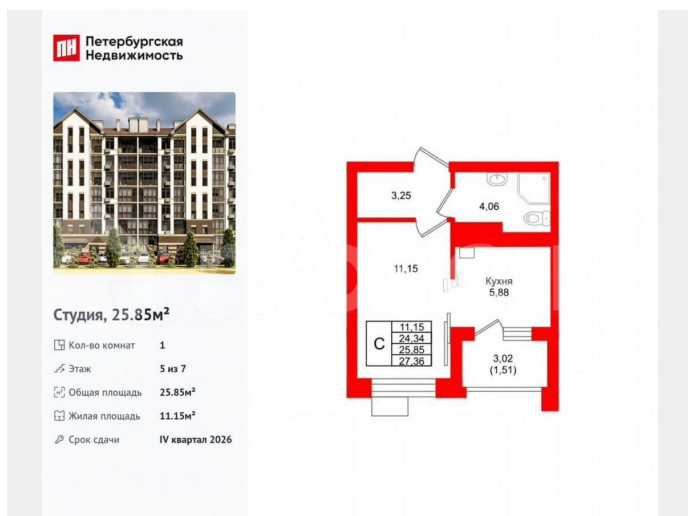 ПН Петербургская
Недвижимость
Студия, 25.85м²
Кол-во комнат 1
Этаж 5 из 7
Общая площадь 25.85м²
Жилая площадь 11.15м²
Срок сдачи IV квартал 2026
3,25
4,06
11,15
Кухня
5,88
С
11,15
24,34
25,85
27,36
3,02
(1,51)